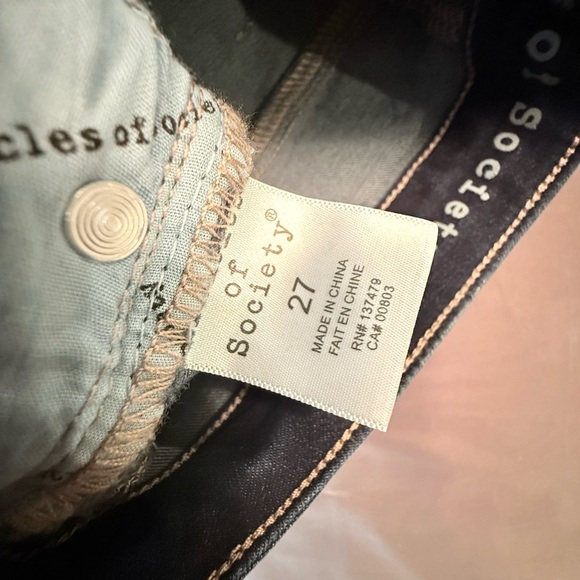 cles of
of
Society®
27
MADE IN CHINA
FAIT EN CHINE
RN# 137479
CA# 00803
of Societ